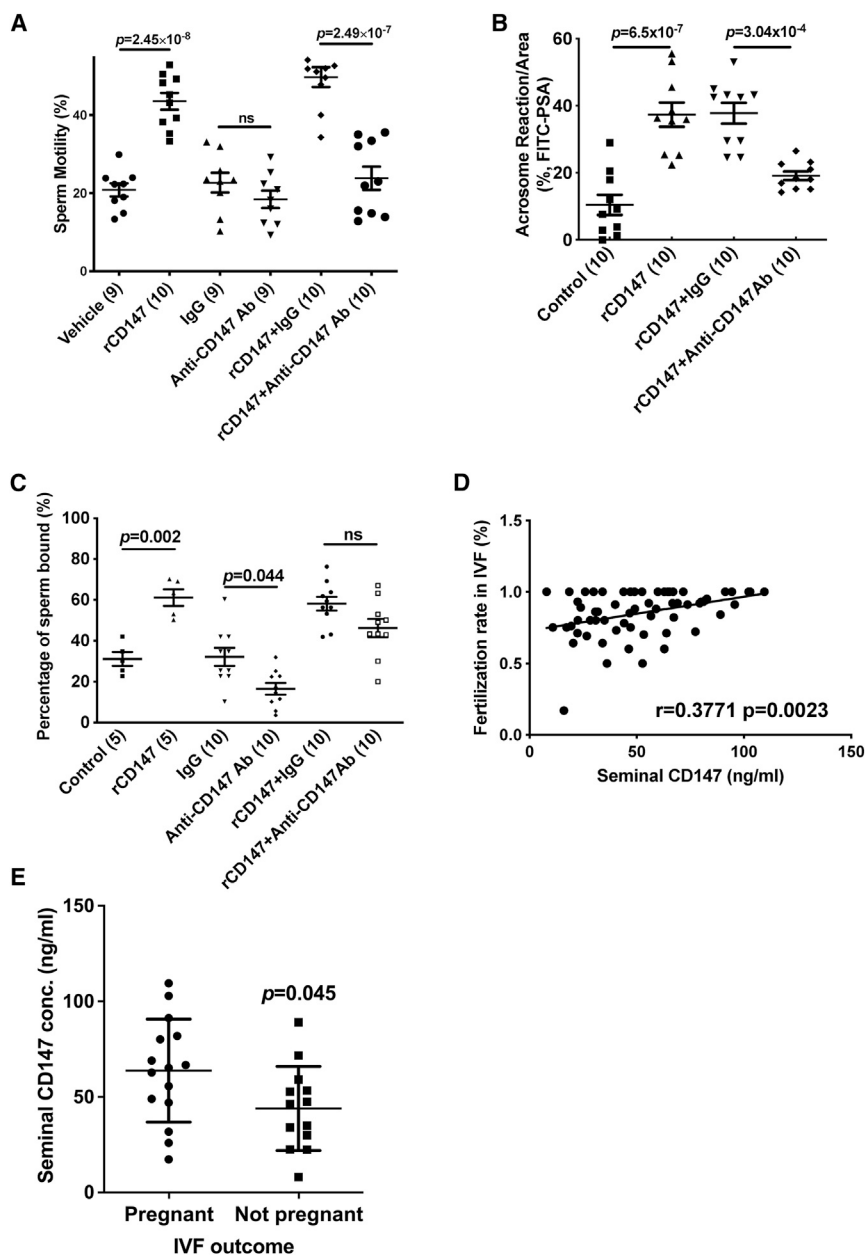 A
p=2.45×10⁻⁸
p=2.49×10⁻⁷
ns
Sperm Motility (%)
40
20
0
Vehicle (9)
rCD147 (10)
IgG (9)
Anti-CD147 Ab (9)
rCD147+IgG (10)
rCD147+Anti-CD147 Ab (10)
B
p=6.5x10⁻⁷
p=3.04x10⁻⁴
Acrosome Reaction/Area
(%, FITC-PSA)
60
40
20
0
Control (10)
rCD147 (10)
rCD147+IgG (10)
rCD147+Anti-CD147Ab (10)
C
Percentage of sperm bound (%)
100
80
60
40
20
0
p=0.002
p=0.044
ns
Control (5)
rCD147 (5)
IgG (10)
Anti-CD147 Ab (10)
rCD147+IgG (10)
rCD147+Anti-CD147Ab (10)
D
Fertilization rate in IVF (%)
1.5
1.0
0.5
0.0
r=0.3771 p=0.0023
0
50
100
150
Seminal CD147 (ng/ml)
E
Seminal CD147 conc. (ng/ml)
150
100
50
0
p=0.045
Pregnant
Not pregnant
IVF outcome